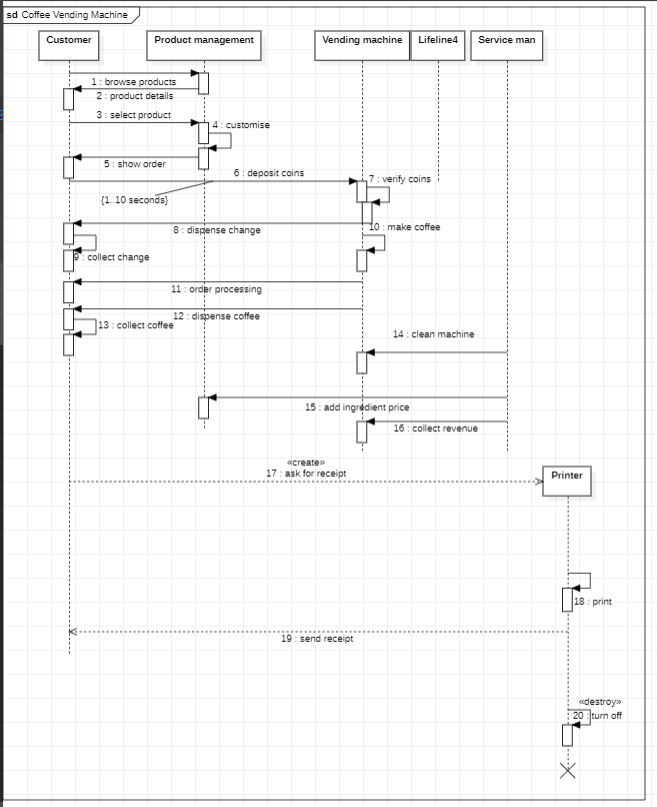 sd Coffee Vending Machine
Customer
Product management
Vending machine
Lifeline4
Service man
1 : browse products
2 : product details
3 : select product
4 : customise
5 : show order
6 : deposit coins
7 : verify coins
{1..10 seconds}
8 : dispense change
10 : make coffee
9 : collect change
11 : order processing
12 : dispense coffee
13 : collect coffee
14 : clean machine
15 : add ingredient price
16 : collect revenue
«create»
17 : ask for receipt
Printer
18 : print
19 : send receipt
«destroy»
20 : turn off